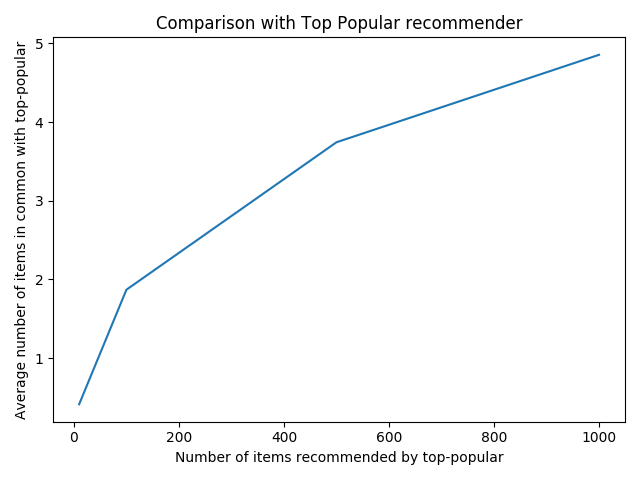 Comparison with Top Popular recommender
Average number of items in common with top-popular
5
4
3
2
1
0 200 400 600 800 1000
Number of items recommended by top-popular